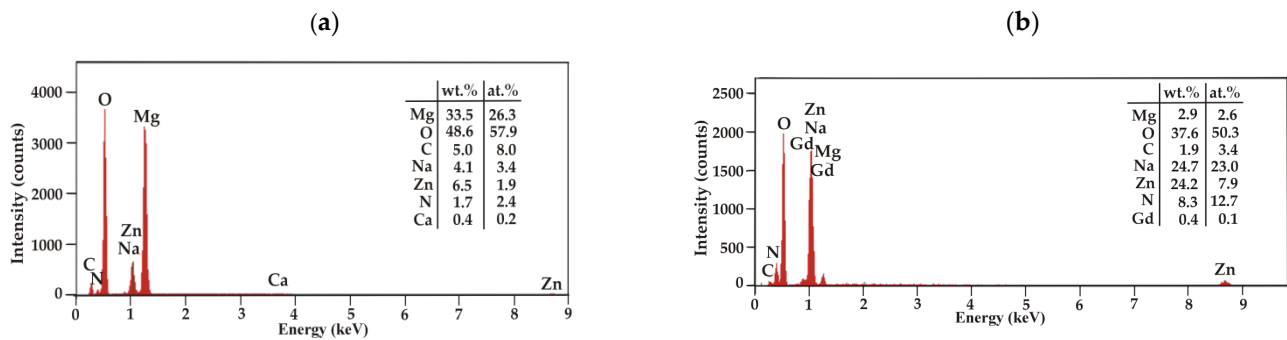 (a)
4000
3000
2000
1000
0
Intensity (counts)
O
Mg
Zn
Na
C
N
Ca
Zn
wt.% at.%
Mg 33.5 26.3
O 48.6 57.9
C 5.0 8.0
Na 4.1 3.4
Zn 6.5 1.9
N 1.7 2.4
Ca 0.4 0.2
0 1 2 3 4 5 6 7 8 9
Energy (keV)
(b)
2500
2000
1500
1000
500
0
Intensity (counts)
Zn
O Na
Gd Mg
Gd
N
C
Zn
wt.% at.%
Mg 2.9 2.6
O 37.6 50.3
C 1.9 3.4
Na 24.7 23.0
Zn 24.2 7.9
N 8.3 12.7
Gd 0.4 0.1
0 1 2 3 4 5 6 7 8 9
Energy (keV)